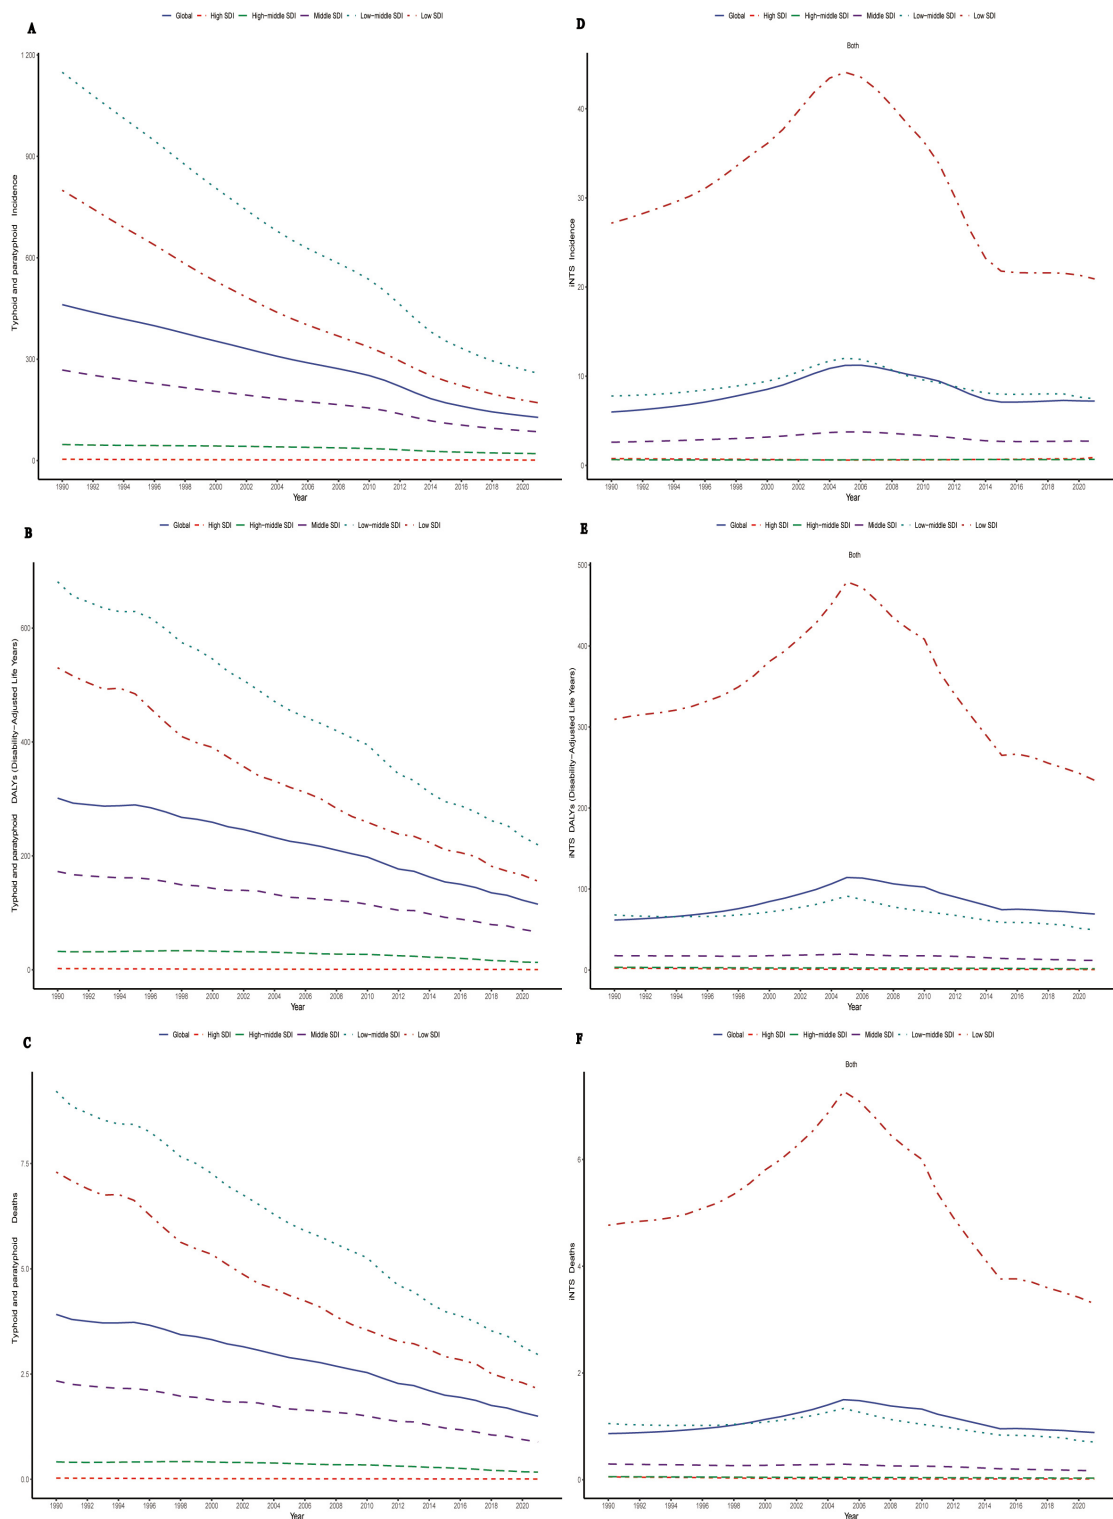 A
Global High SDI High-middle SDI Middle SDI Low-middle SDI Low SDI
Typhoid and paratyphoid Incidence
1 200
900
600
300
0
1990 1992 1994 1996 1998 2000 2002 2004 2006 2008 2010 2012 2014 2016 2018 2020
Year
D
Global High SDI High-middle SDI Middle SDI Low-middle SDI Low SDI
Both
iNTS Incidence
40
30
20
10
0
1990 1992 1994 1996 1998 2000 2002 2004 2006 2008 2010 2012 2014 2016 2018 2020
Year
B
Global High SDI High-middle SDI Middle SDI Low-middle SDI Low SDI
Typhoid and paratyphoid DALYs (Disability-Adjusted Life Years)
600
400
200
0
1990 1992 1994 1996 1998 2000 2002 2004 2006 2008 2010 2012 2014 2016 2018 2020
Year
E
Global High SDI High-middle SDI Middle SDI Low-middle SDI Low SDI
Both
iNTS DALYs (Disability-Adjusted Life Years)
500
400
300
200
100
0
1990 1992 1994 1996 1998 2000 2002 2004 2006 2008 2010 2012 2014 2016 2018 2020
Year
C
Global High SDI High-middle SDI Middle SDI Low-middle SDI Low SDI
Typhoid and paratyphoid Deaths
7.5
5.0
2.5
0.0
1990 1992 1994 1996 1998 2000 2002 2004 2006 2008 2010 2012 2014 2016 2018 2020
Year
F
Global High SDI High-middle SDI Middle SDI Low-middle SDI Low SDI
Both
iNTS Deaths
6
4
2
0
1990 1992 1994 1996 1998 2000 2002 2004 2006 2008 2010 2012 2014 2016 2018 2020
Year